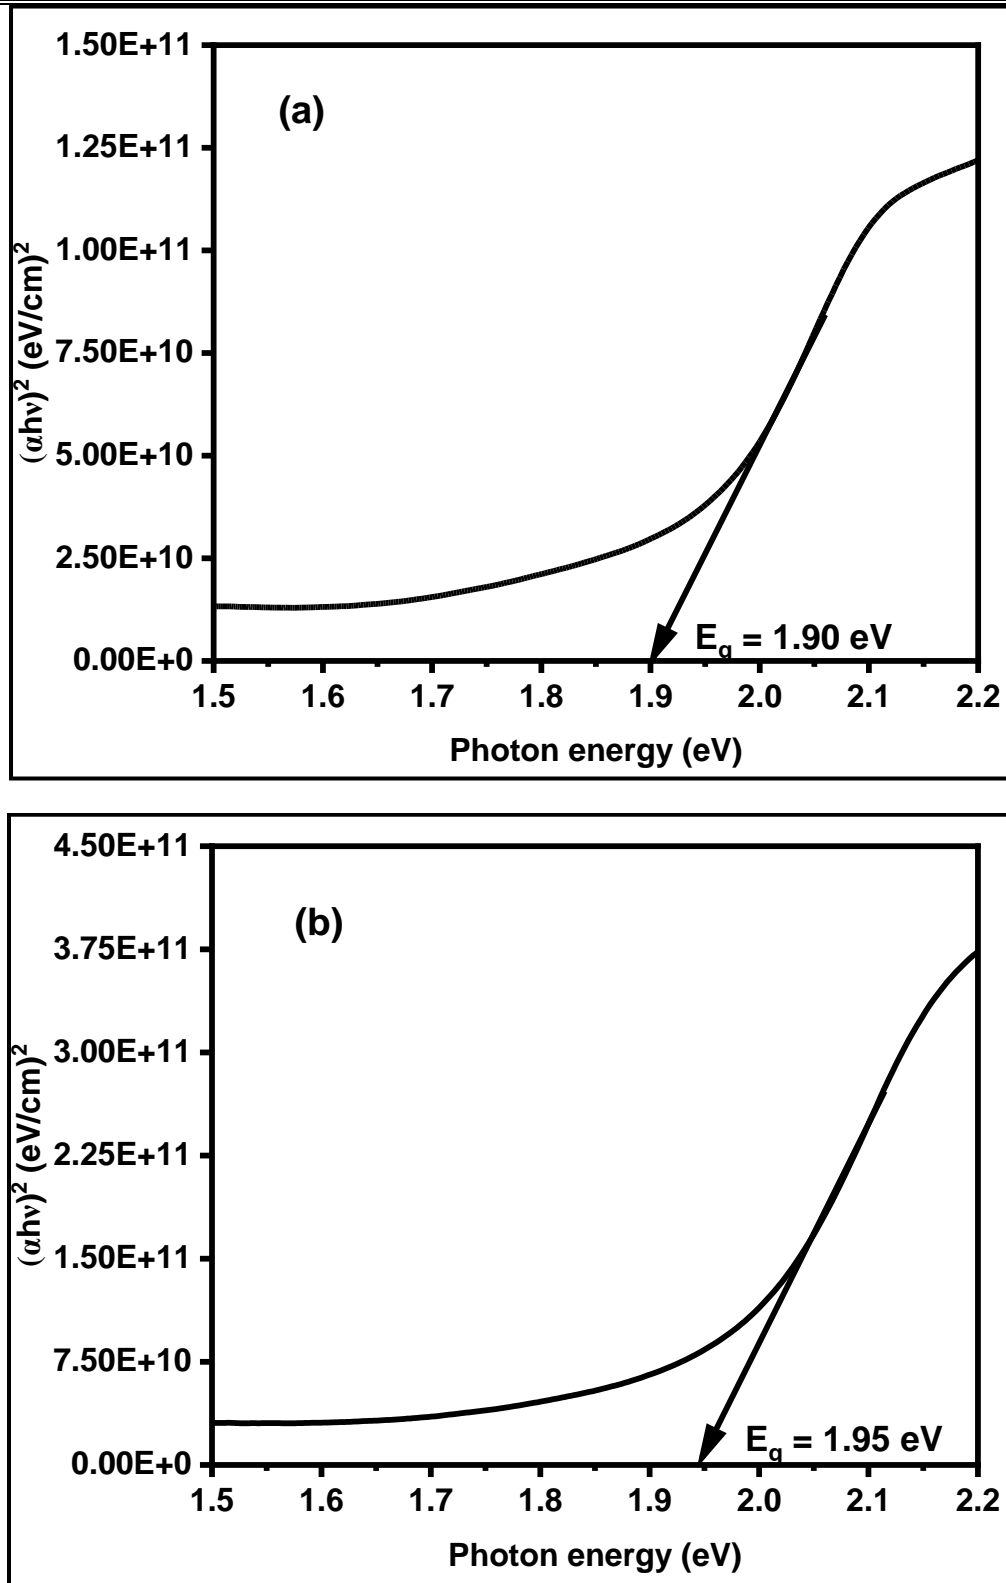 1.50E+11
(a)
1.25E+11
1.00E+11
7.50E+10
5.00E+10
2.50E+10
0.00E+0
(αhν)² (eV/cm)²
E_g = 1.90 eV
1.5 1.6 1.7 1.8 1.9 2.0 2.1 2.2
Photon energy (eV)
4.50E+11
(b)
3.75E+11
3.00E+11
2.25E+11
1.50E+11
7.50E+10
0.00E+0
(αhν)² (eV/cm)²
E_g = 1.95 eV
1.5 1.6 1.7 1.8 1.9 2.0 2.1 2.2
Photon energy (eV)